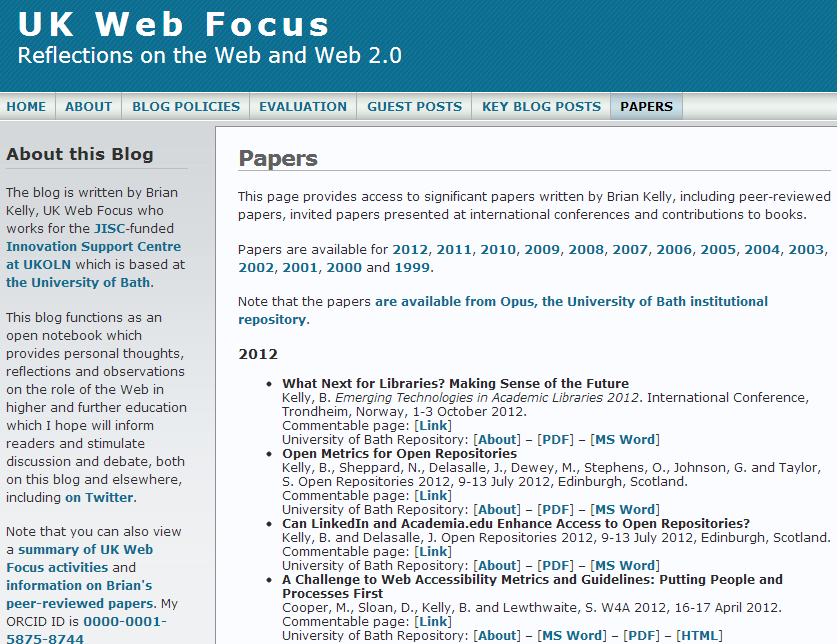 UK Web Focus
Reflections on the Web and Web 2.0
HOME ABOUT BLOG POLICIES EVALUATION GUEST POSTS KEY BLOG POSTS PAPERS
About this Blog
The blog is written by Brian
Kelly, UK Web Focus who
works for the JISC-funded
Innovation Support Centre
at UKOLN which is based at
the University of Bath.
This blog functions as an
open notebook which
provides personal thoughts,
reflections and observations
on the role of the Web in
higher and further education
which I hope will inform
readers and stimulate
discussion and debate, both
on this blog and elsewhere,
including on Twitter.
Note that you can also view
a summary of UK Web
Focus activities and
information on Brian's
peer-reviewed papers. My
ORCID ID is 0000-0001-
5875-8744
Papers
This page provides access to significant papers written by Brian Kelly, including peer-reviewed
papers, invited papers presented at international conferences and contributions to books.
Papers are available for 2012, 2011, 2010, 2009, 2008, 2007, 2006, 2005, 2004, 2003,
2002, 2001, 2000 and 1999.
Note that the papers are available from Opus, the University of Bath institutional
repository.
2012
• What Next for Libraries? Making Sense of the Future
Kelly, B. Emerging Technologies in Academic Libraries 2012. International Conference,
Trondheim, Norway, 1-3 October 2012.
Commentable page: [Link]
University of Bath Repository: [About] – [PDF] – [MS Word]
• Open Metrics for Open Repositories
Kelly, B., Sheppard, N., Delasalle, J., Dewey, M., Stephens, O., Johnson, G. and Taylor,
S. Open Repositories 2012, 9-13 July 2012, Edinburgh, Scotland.
Commentable page: [Link]
University of Bath Repository: [About] – [PDF] – [MS Word]
• Can LinkedIn and Academia.edu Enhance Access to Open Repositories?
Kelly, B. and Delasalle, J. Open Repositories 2012, 9-13 July 2012, Edinburgh, Scotland.
Commentable page: [Link]
University of Bath Repository: [About] – [PDF] – [MS Word]
• A Challenge to Web Accessibility Metrics and Guidelines: Putting People and
Processes First
Cooper, M., Sloan, D., Kelly, B. and Lewthwaite, S. W4A 2012, 16-17 April 2012.
Commentable page: [Link]
University of Bath Repository: [About] – [MS Word] – [PDF] – [HTML]